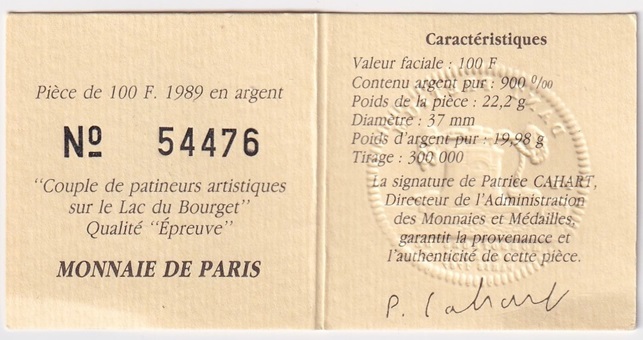 Pièce de 100 F. 1989 en argent
Nº 54476
"Couple de patineurs artistiques
sur le Lac du Bourget"
Qualité "Épreuve"
MONNAIE DE PARIS
Caractéristiques
Valeur faciale : 100 F
Contenu argent pur : 900 ‰
Poids de la pièce : 22,2 g
Diamètre : 37 mm
Poids d'argent pur : 19,98 g
Tirage : 300 000
La signature de Patrice CAHART,
Directeur de l'Administration
des Monnaies et Médailles,
garantit la provenance et
l'authenticité de cette pièce.
P. Cahart